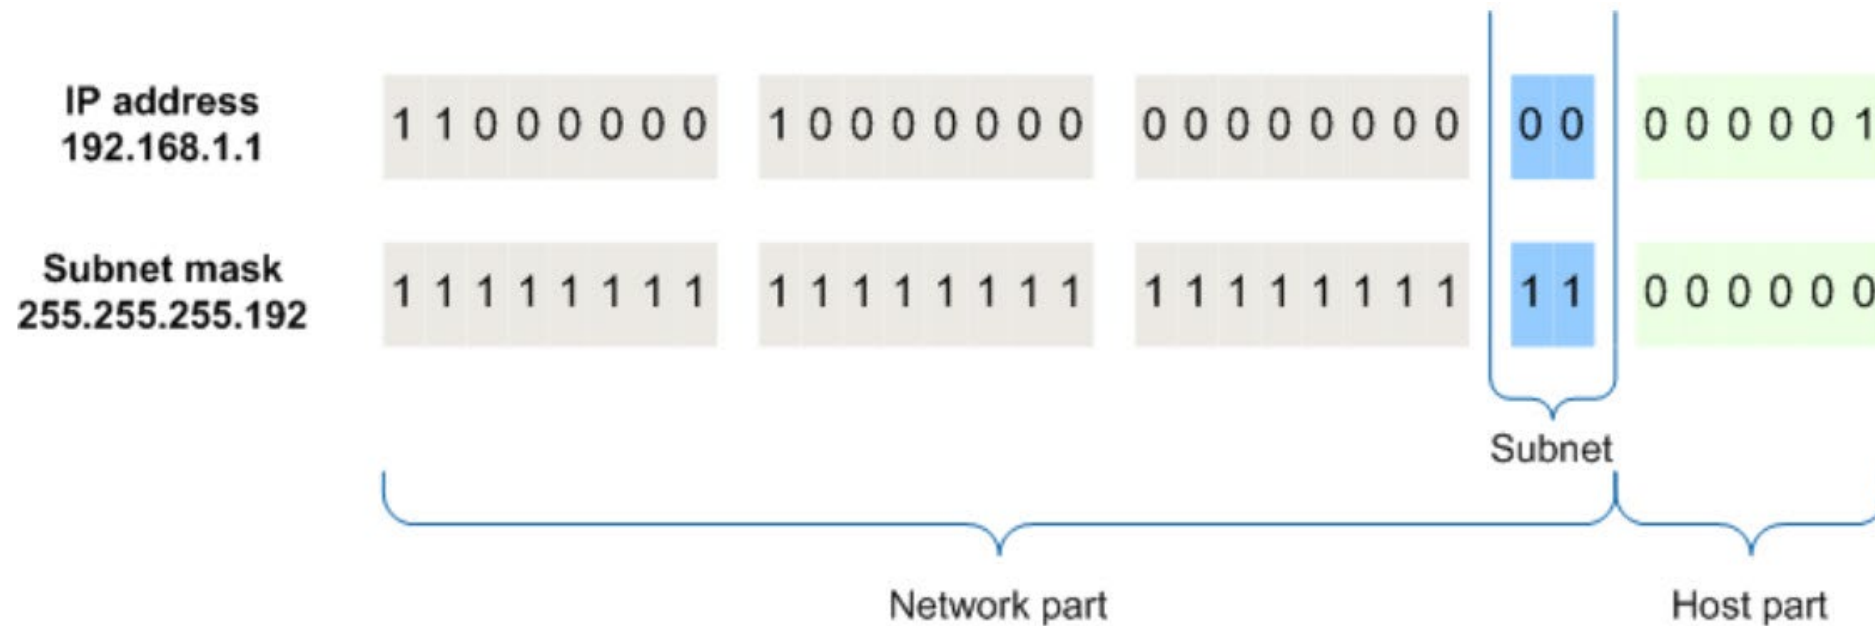 IP address
192.168.1.1
1 1 0 0 0 0 0 0 1 0 0 0 0 0 0 0 0 0 0 0 0 0 0 0 0 0 0 0 0 0 0 1
Subnet mask
255.255.255.192
1 1 1 1 1 1 1 1 1 1 1 1 1 1 1 1 1 1 1 1 1 1 1 1 1 1 0 0 0 0 0 0
Subnet
Network part
Host part